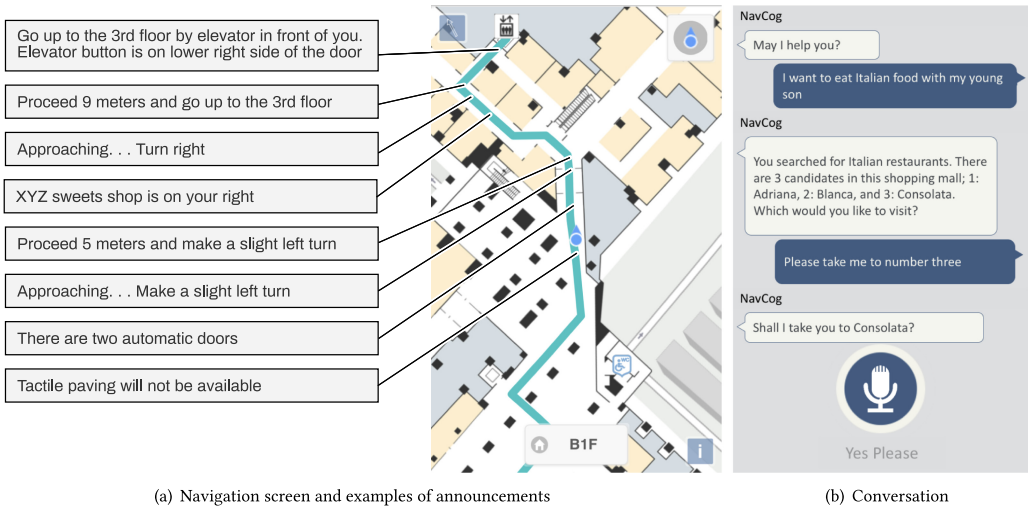 Go up to the 3rd floor by elevator in front of you.
Elevator button is on lower right side of the door
Proceed 9 meters and go up to the 3rd floor
Approaching. . . Turn right
XYZ sweets shop is on your right
Proceed 5 meters and make a slight left turn
Approaching. . . Make a slight left turn
There are two automatic doors
Tactile paving will not be available
WC
B1F
i
(a) Navigation screen and examples of announcements
NavCog
May I help you?
I want to eat Italian food with my young
son
NavCog
You searched for Italian restaurants. There
are 3 candidates in this shopping mall; 1:
Adriana, 2: Blanca, and 3: Consolata.
Which would you like to visit?
Please take me to number three
NavCog
Shall I take you to Consolata?
Yes Please
(b) Conversation